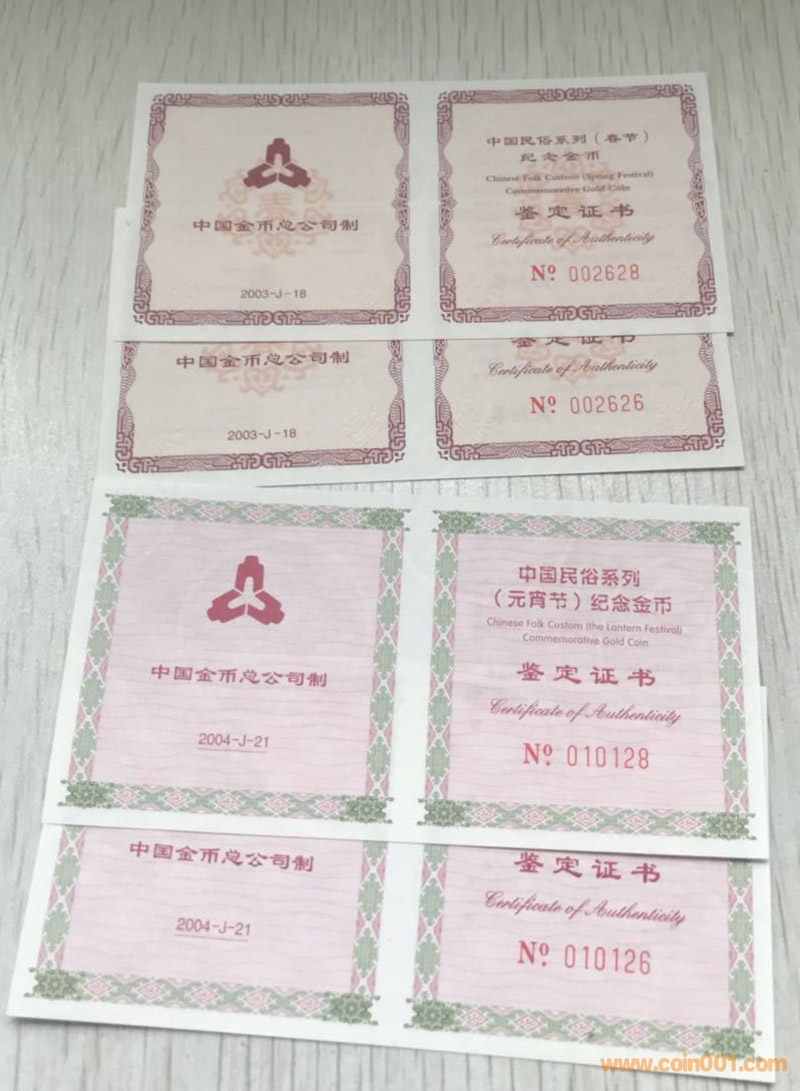 中国金币总公司制
2003-J-18
中国民俗系列（春节）
纪念金币
Chinese Folk Custom (Spring Festival)
Commemorative Gold Coin
鉴定证书
Certificate of Authenticity
Nº 002628
中国金币总公司制
2003-J-18
鉴定证书
Certificate of Authenticity
Nº 002626
中国金币总公司制
2004-J-21
中国民俗系列
（元宵节）纪念金币
Chinese Folk Custom (the Lantern Festival)
Commemorative Gold Coin
鉴定证书
Certificate of Authenticity
Nº 010128
中国金币总公司制
2004-J-21
鉴定证书
Certificate of Authenticity
Nº 010126
www.coin001.com